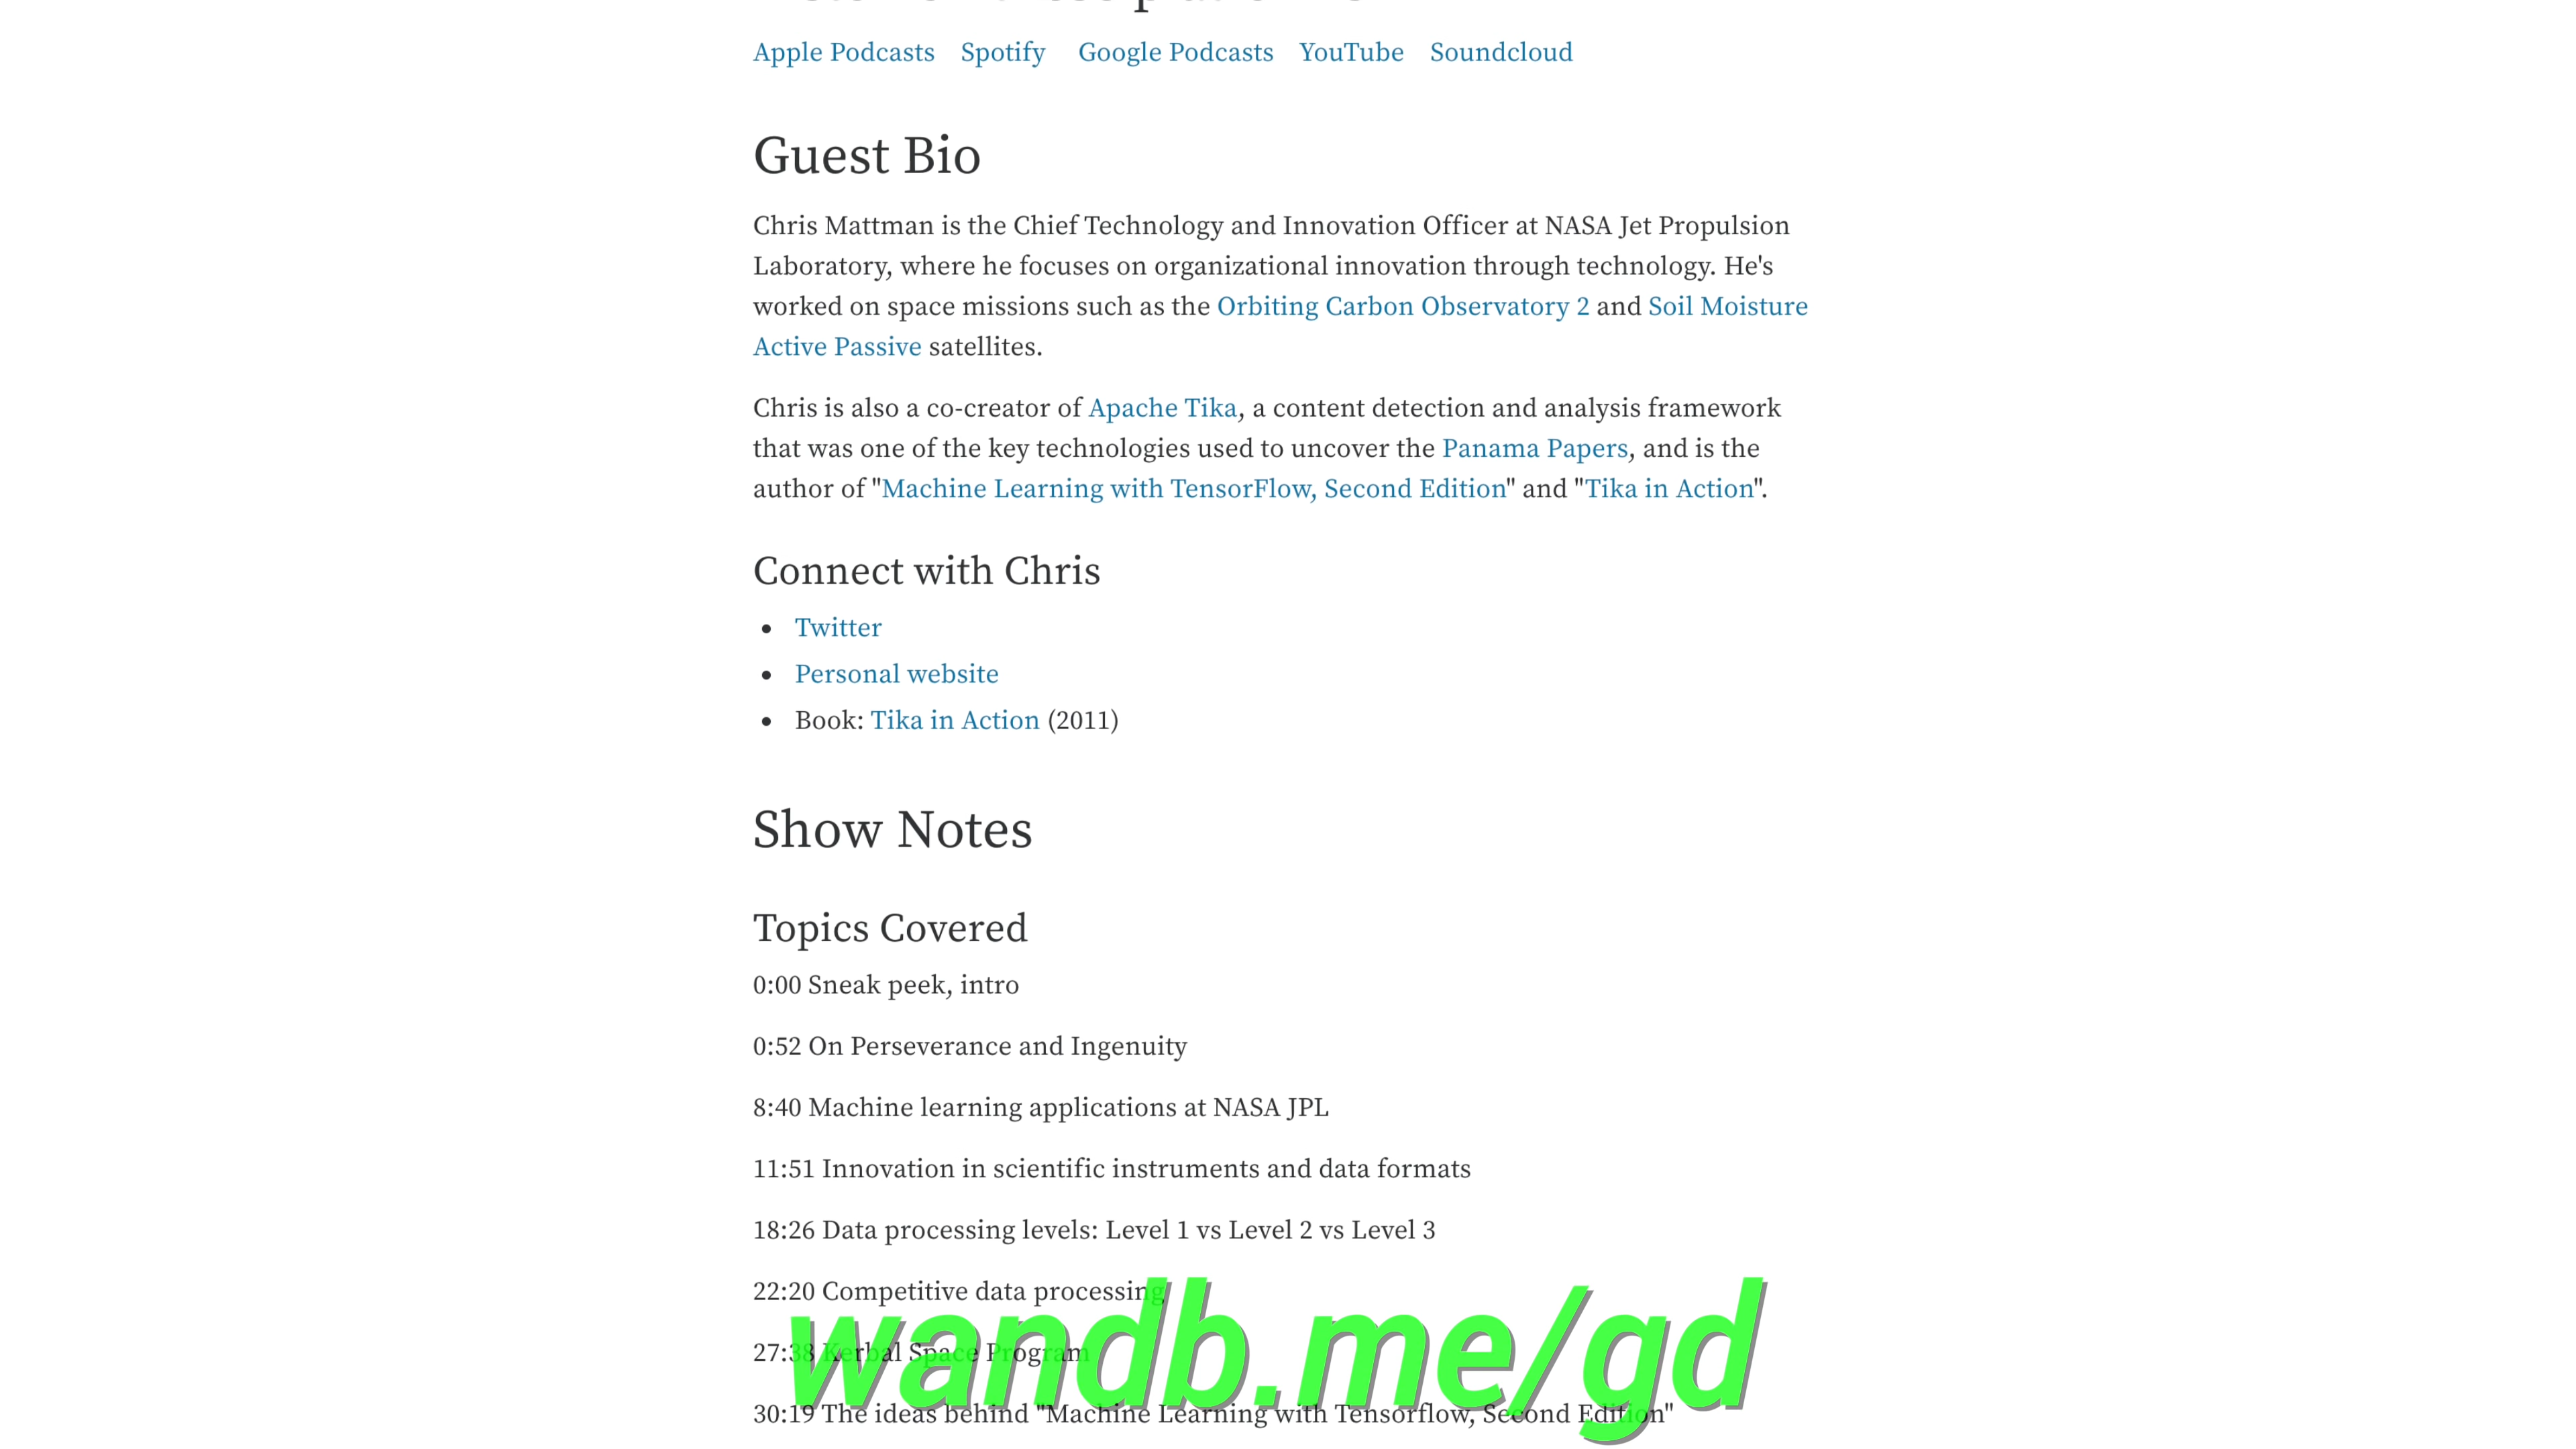 Apple Podcasts Spotify Google Podcasts YouTube Soundcloud
Guest Bio
Chris Mattman is the Chief Technology and Innovation Officer at NASA Jet Propulsion
Laboratory, where he focuses on organizational innovation through technology. He's
worked on space missions such as the Orbiting Carbon Observatory 2 and Soil Moisture
Active Passive satellites.
Chris is also a co-creator of Apache Tika, a content detection and analysis framework
that was one of the key technologies used to uncover the Panama Papers, and is the
author of "Machine Learning with TensorFlow, Second Edition" and "Tika in Action".
Connect with Chris
• Twitter
• Personal website
• Book: Tika in Action (2011)
Show Notes
Topics Covered
0:00 Sneak peek, intro
0:52 On Perseverance and Ingenuity
8:40 Machine learning applications at NASA JPL
11:51 Innovation in scientific instruments and data formats
18:26 Data processing levels: Level 1 vs Level 2 vs Level 3
22:20 Competitive data processing
27:38 Kerbal Space Program
wandb.me/gd
30:19 The ideas behind "Machine Learning with Tensorflow, Second Edition"